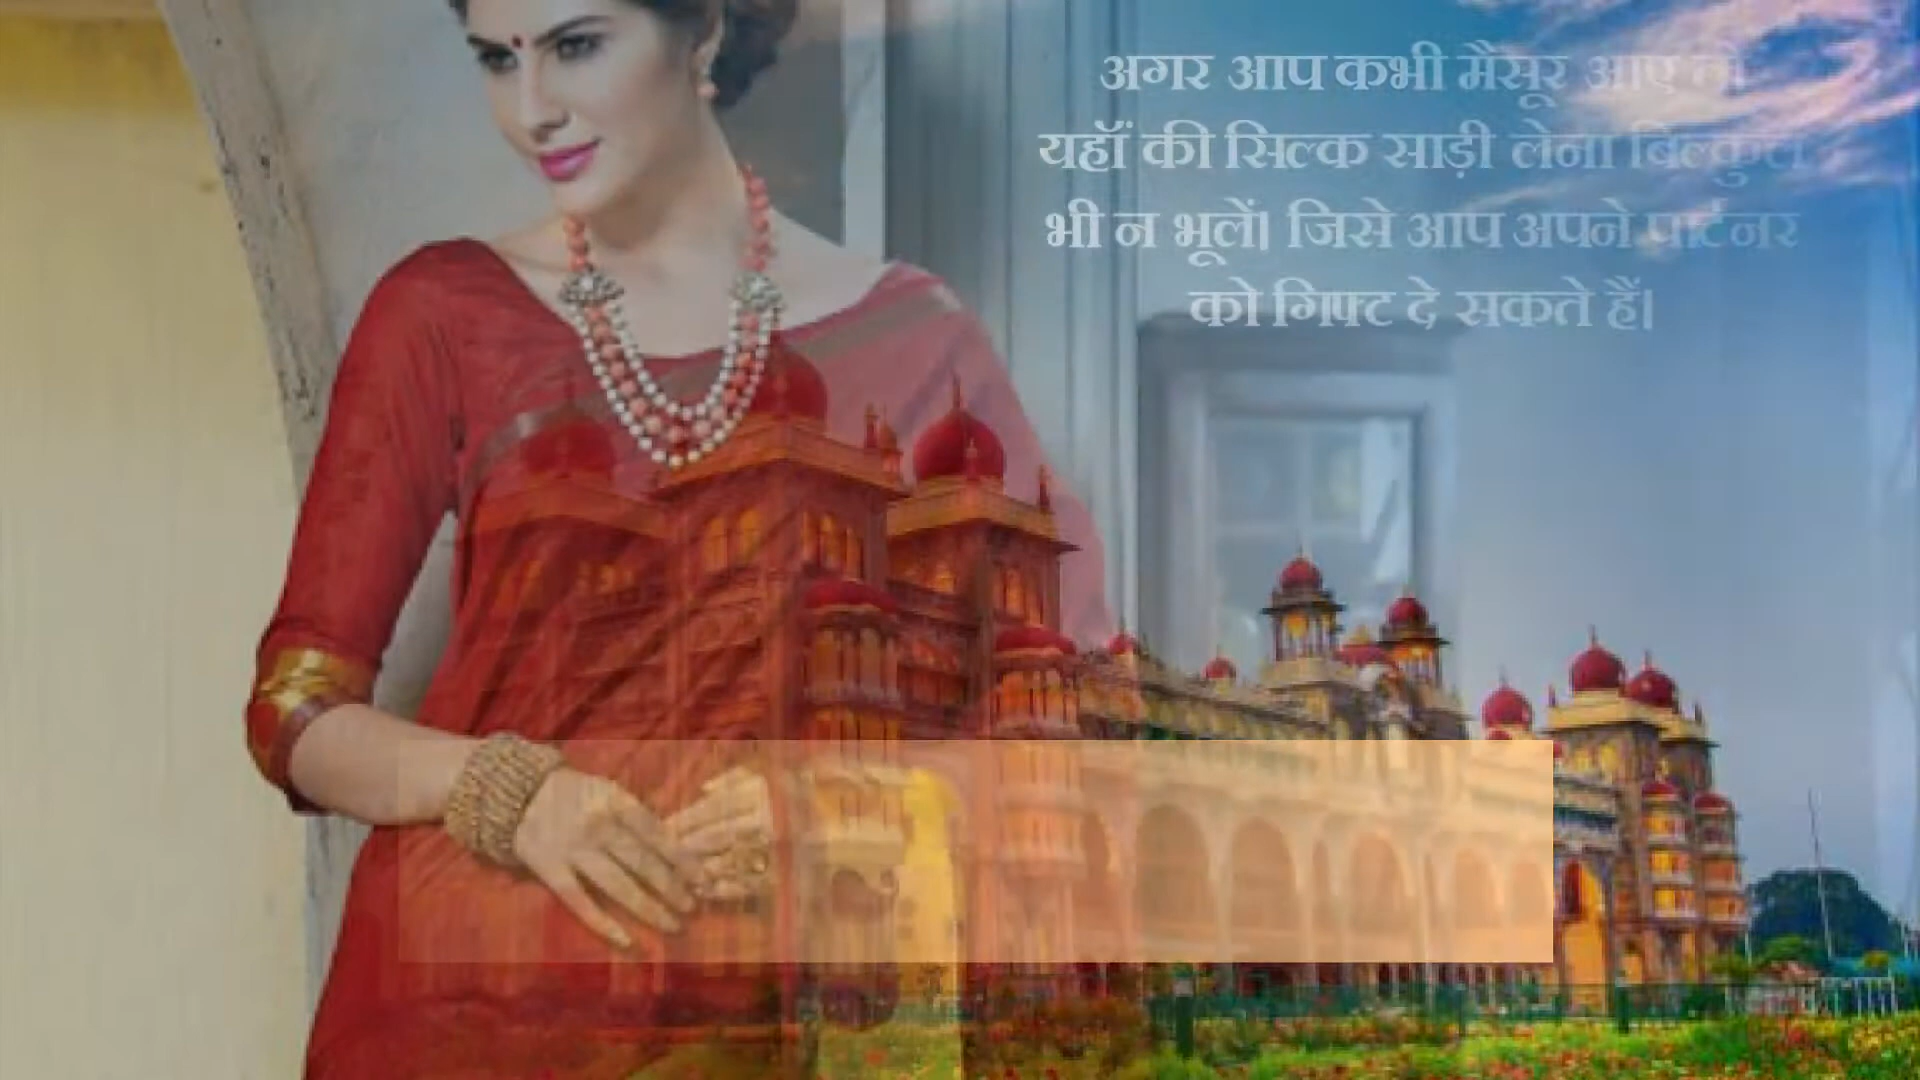 अगर आप कभी मैसूर आए तो
यहाॅं की सिल्क साड़ी लेना बिल्कुल
भी न भूलें। जिसे आप अपने पार्टनर
को गिफ्ट दे सकते हैं।